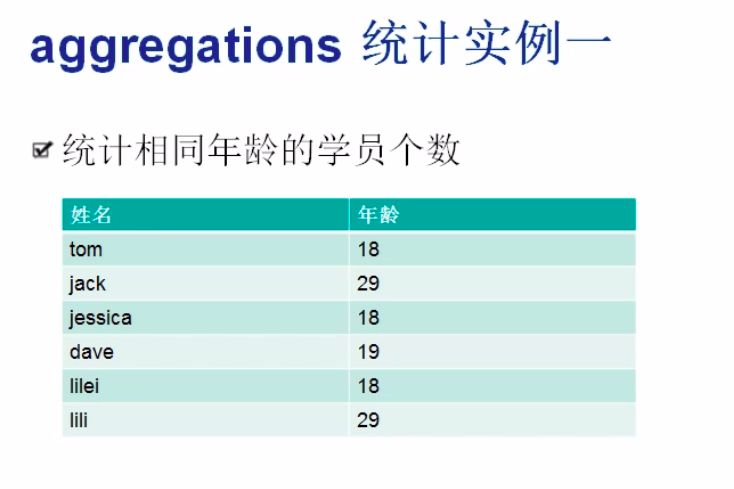 aggregations 统计实例一
统计相同年龄的学员个数
姓名 年龄
tom 18
jack 29
jessica 18
dave 19
lilei 18
lili 29